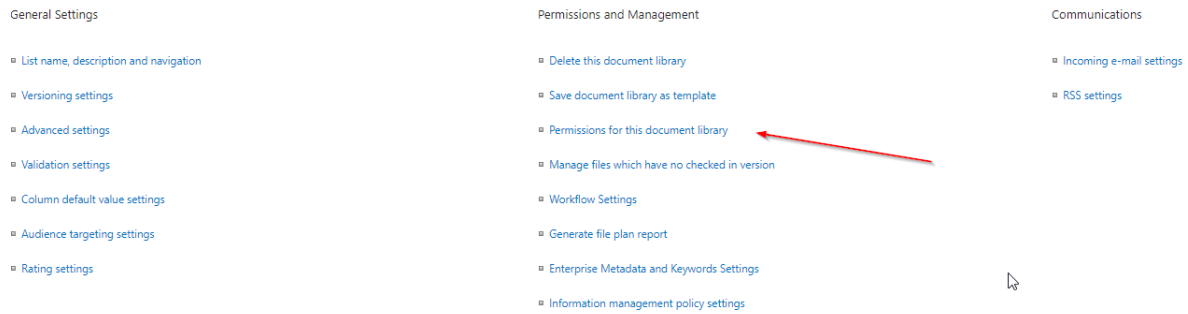 General Settings
List name, description and navigation
Versioning settings
Advanced settings
Validation settings
Column default value settings
Audience targeting settings
Rating settings
Permissions and Management
Delete this document library
Save document library as template
Permissions for this document library
Manage files which have no checked in version
Workflow Settings
Generate file plan report
Enterprise Metadata and Keywords Settings
Information management policy settings
Communications
Incoming e-mail settings
RSS settings